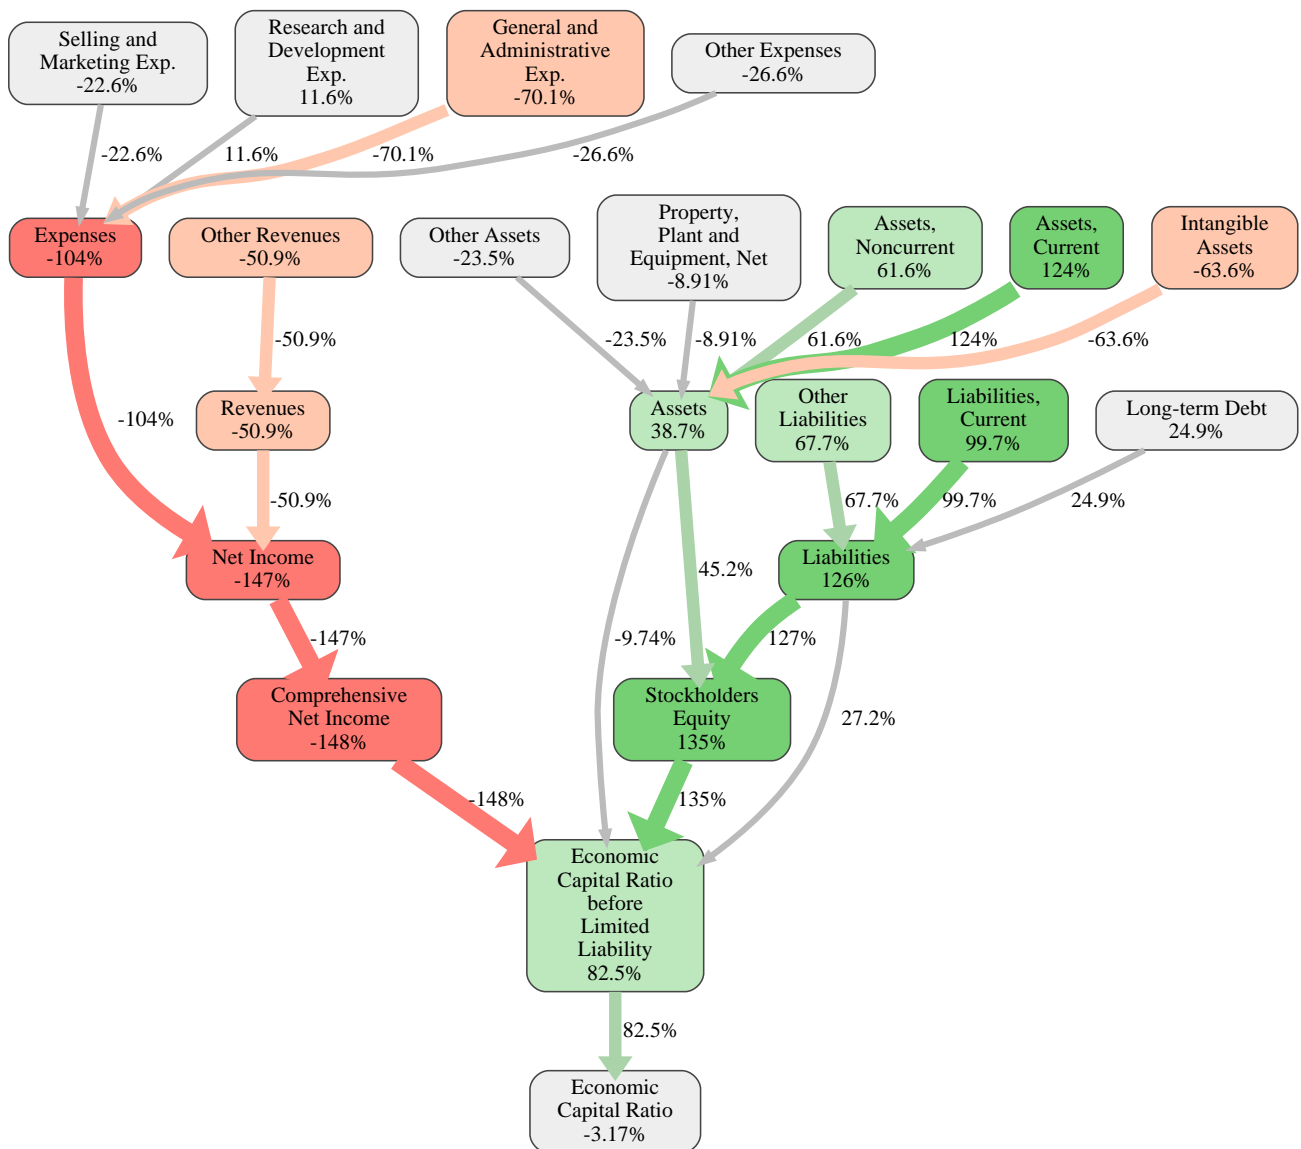 Selling and
Marketing Exp.
-22.6%
Research and
Development
Exp.
11.6%
General and
Administrative
Exp.
-70.1%
Other Expenses
-26.6%
-22.6%
11.6%
-70.1%
-26.6%
Expenses
-104%
Other Revenues
-50.9%
Other Assets
-23.5%
Property,
Plant and
Equipment, Net
-8.91%
Assets,
Noncurrent
61.6%
Assets,
Current
124%
Intangible
Assets
-63.6%
-50.9%
-23.5%
-8.91%
61.6%
124%
-63.6%
-104%
Revenues
-50.9%
Assets
38.7%
Other
Liabilities
67.7%
Liabilities,
Current
99.7%
Long-term Debt
24.9%
-50.9%
67.7%
99.7%
24.9%
Net Income
-147%
45.2%
Liabilities
126%
-147%
-9.74%
127%
Comprehensive
Net Income
-148%
Stockholders
Equity
135%
27.2%
-148%
135%
Economic
Capital Ratio
before
Limited
Liability
82.5%
82.5%
Economic
Capital Ratio
-3.17%